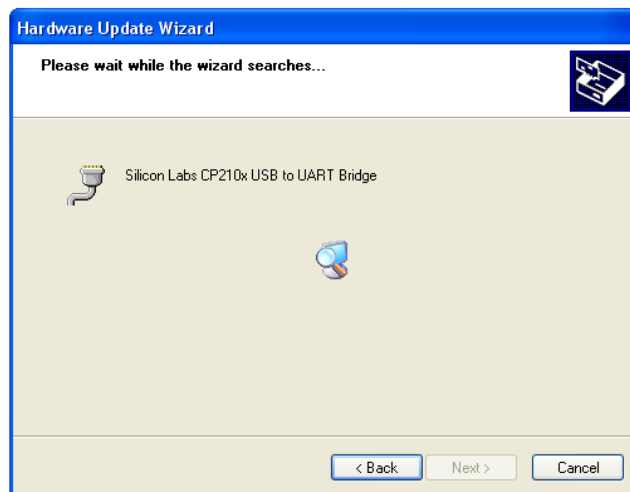 Hardware Update Wizard
Please wait while the wizard searches...
Silicon Labs CP210x USB to UART Bridge
< Back Next > Cancel